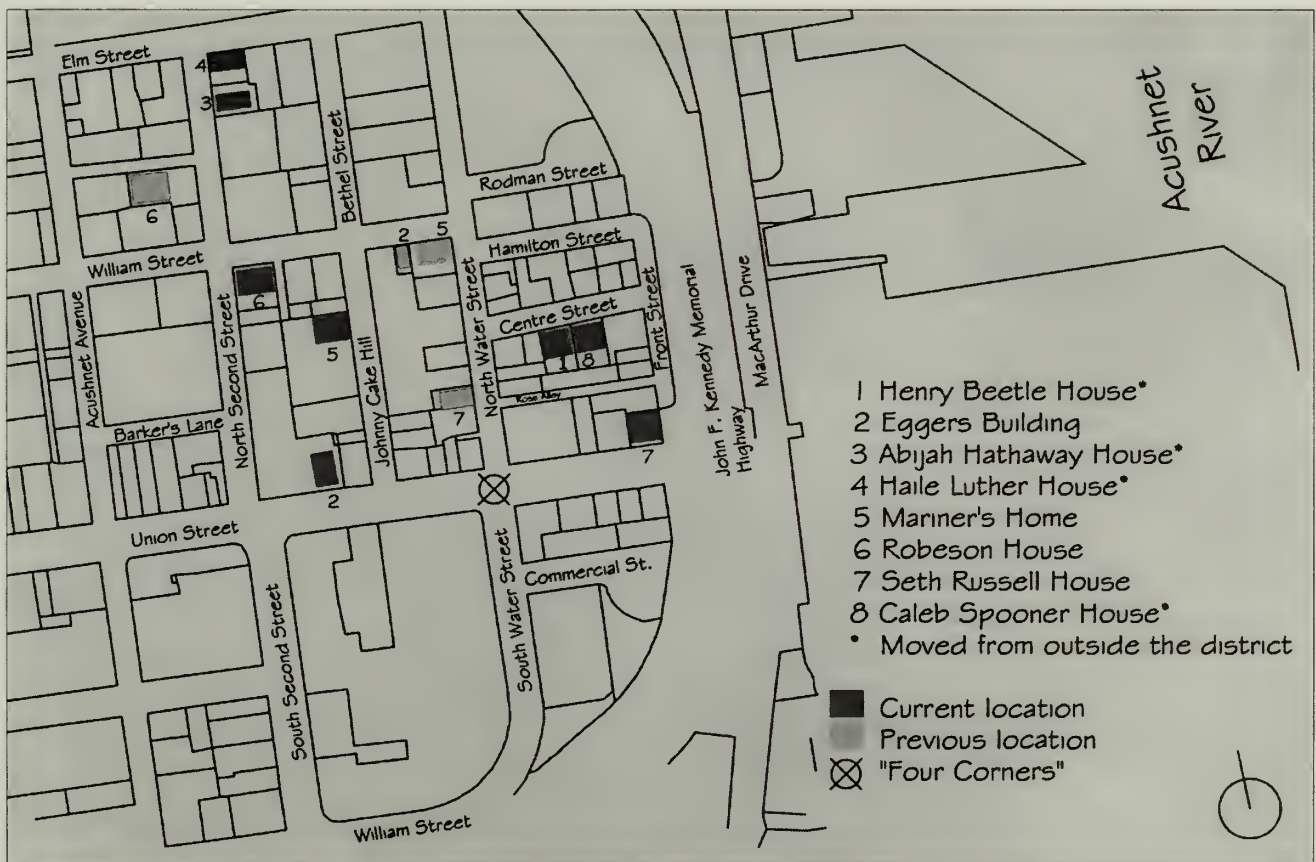 Elm Street
4
3
Bethel Street
Acushnet
River
Rodman Street
6
William Street
2
5
Hamilton Street
6
5
Centre Street
1
8
Front Street
Acushnet Avenue
North Second Street
Johnny Cake Hill
North Water Street
Rose Alley
7
7
John F. Kennedy Memorial
Highway
MacArthur Drive
Barker's Lane
2
Union Street
Commercial St.
South Second Street
South Water Street
William Street
1 Henry Beetle House*
2 Eggers Building
3 Abijah Hathaway House*
4 Haile Luther House*
5 Mariner's Home
6 Robeson House
7 Seth Russell House
8 Caleb Spooner House*
* Moved from outside the district
Current location
Previous location
"Four Corners"